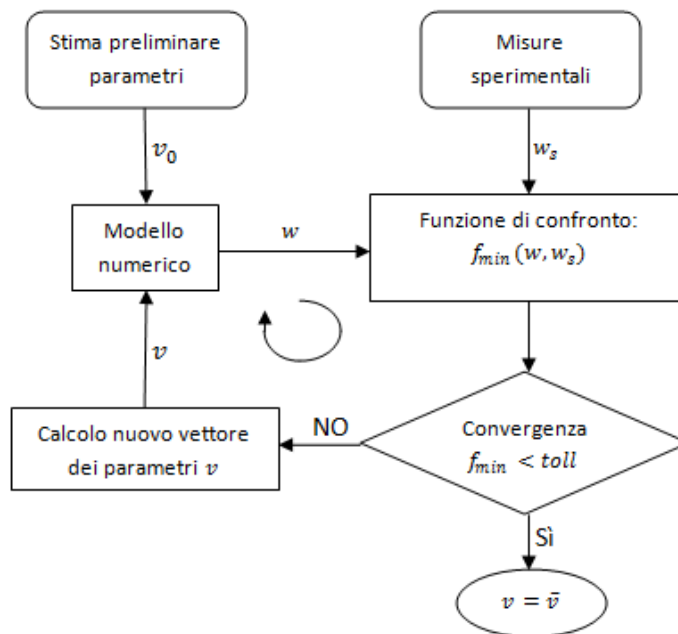 Stima preliminare
parametri
Misure
sperimentali
v₀
wₛ
Modello
numerico
w
Funzione di confronto:
fₘᵢₙ (w, wₛ)
v
Calcolo nuovo vettore
dei parametri v
NO
Convergenza
fₘᵢₙ < toll
Sì
v = v̄